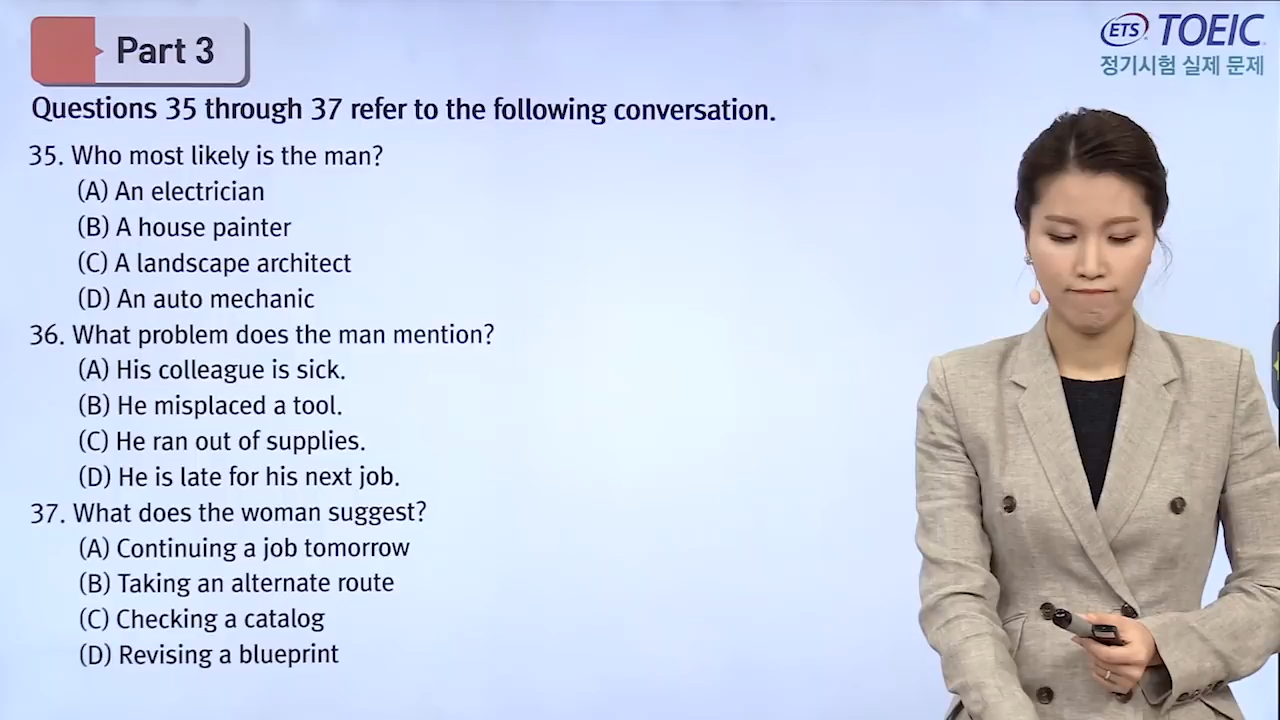 Part 3
ETS TOEIC
정기시험 실제 문제
Questions 35 through 37 refer to the following conversation.
35. Who most likely is the man?
(A) An electrician
(B) A house painter
(C) A landscape architect
(D) An auto mechanic
36. What problem does the man mention?
(A) His colleague is sick.
(B) He misplaced a tool.
(C) He ran out of supplies.
(D) He is late for his next job.
37. What does the woman suggest?
(A) Continuing a job tomorrow
(B) Taking an alternate route
(C) Checking a catalog
(D) Revising a blueprint